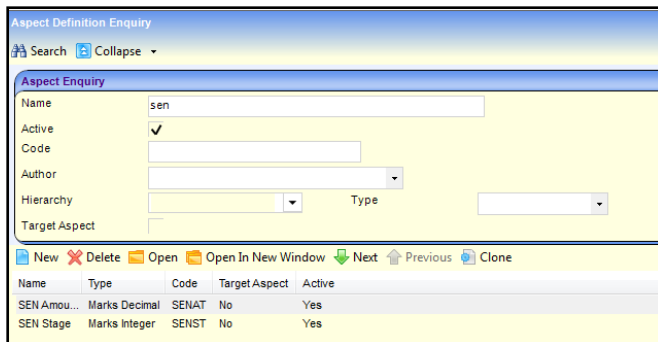 Aspect Definition Enquiry
Search Collapse
Aspect Enquiry
Name sen
Active
Code
Author
Hierarchy Type
Target Aspect
New Delete Open Open In New Window Next Previous Clone
Name Type Code Target Aspect Active
SEN Amou... Marks Decimal SENAT No Yes
SEN Stage Marks Integer SENST No Yes